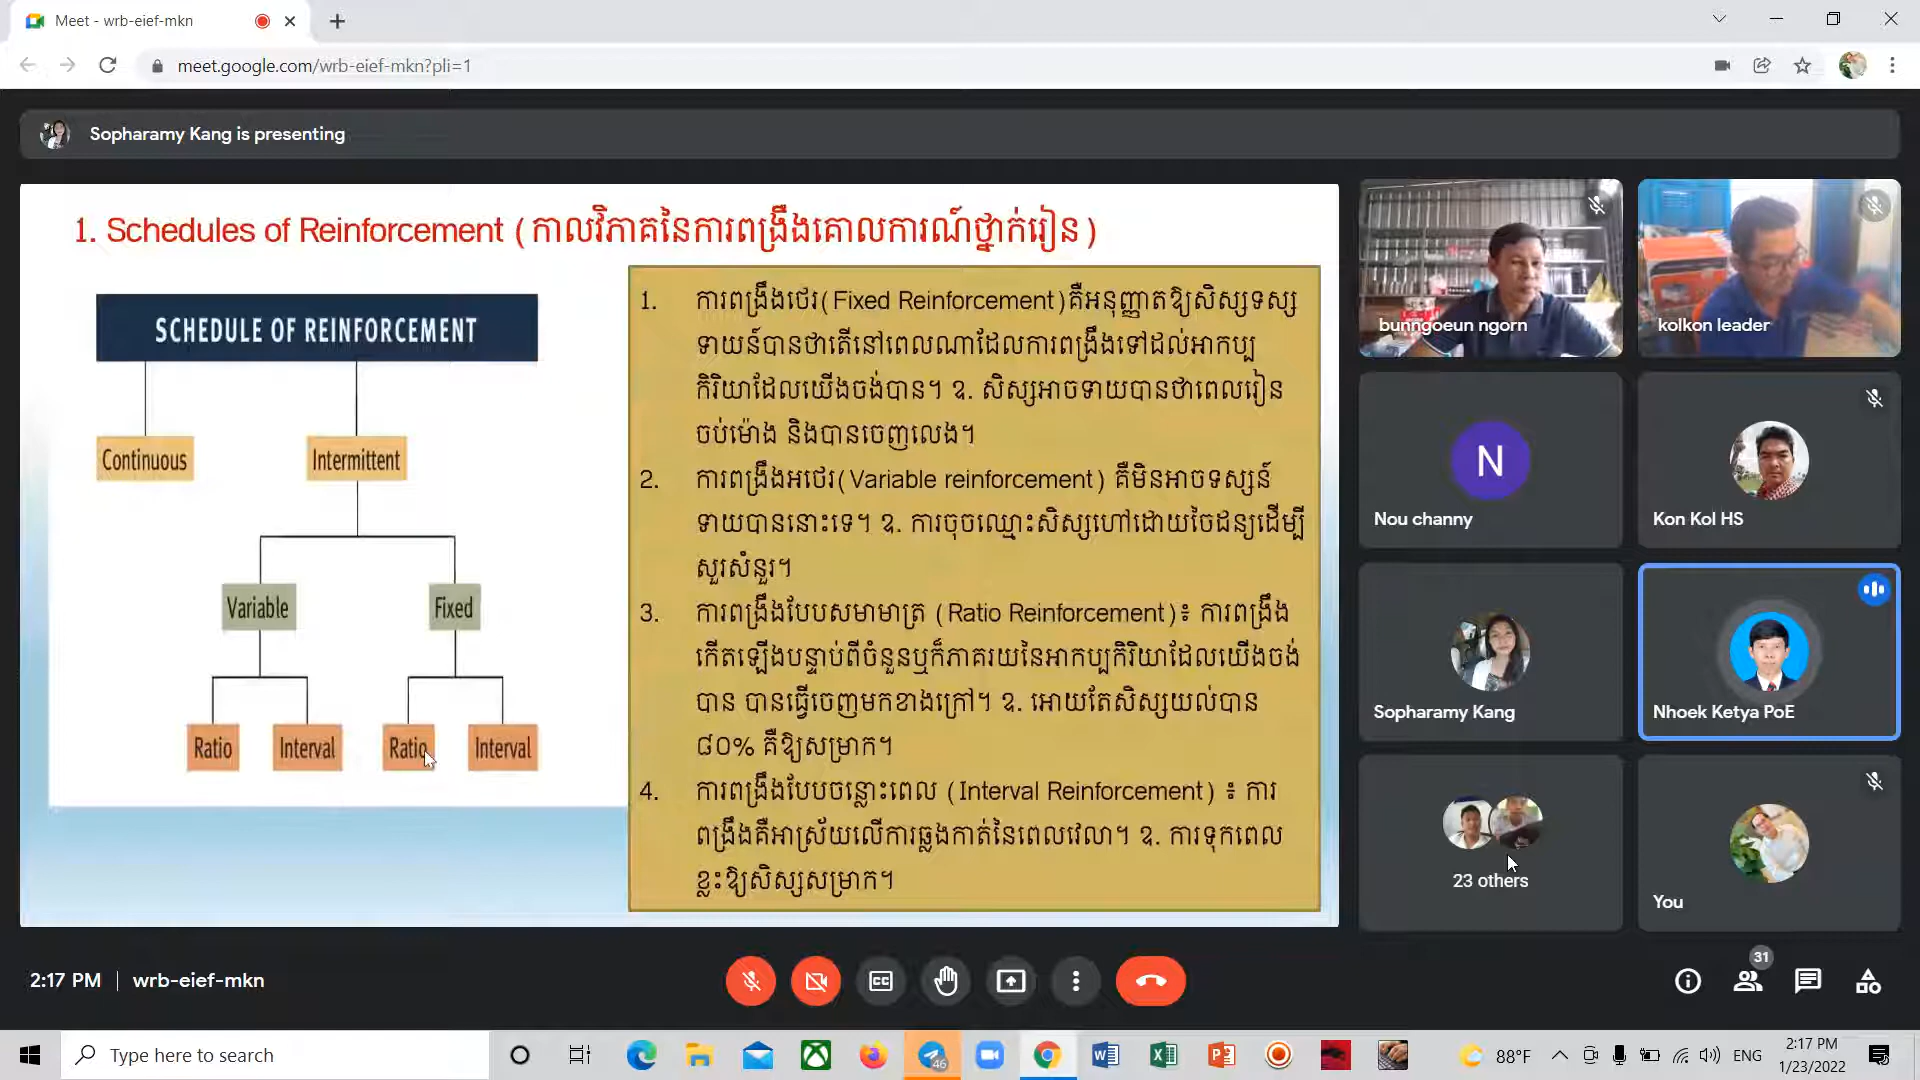 Meet - wrb-eief-mkn
meet.google.com/wrb-eief-mkn?pli=1
Sopharamy Kang is presenting
1. Schedules of Reinforcement (កាលវិភាគនៃការពង្រឹងគោលការណ៍ថ្នាក់រៀន)
SCHEDULE OF REINFORCEMENT
Continuous
Intermittent
Variable
Fixed
Ratio
Interval
Ratio
Interval
1. ការពង្រឹងថេរ(Fixed Reinforcement)គឺអនុញ្ញាតឱ្យសិស្សទស្ស
ទាយន៍បានថាតើនៅពេលណាដែលការពង្រឹងទៅដល់អាកប្ប
កិរិយាដែលយើងចង់បាន។ ឧ. សិស្សអាចទាយបានថាពេលរៀន
ចប់ម៉ោង និងបានចេញលេង។
2. ការពង្រឹងអថេរ(Variable reinforcement) គឺមិនអាចទស្សន៍
ទាយបាននោះទេ។ ឧ. ការចុចឈ្មោះសិស្សហៅដោយចៃដន្យដើម្បី
សួរសំនួរ។
3. ការពង្រឹងបែបសមាមាត្រ (Ratio Reinforcement)៖ ការពង្រឹង
កើតឡើងបន្ទាប់ពីចំនួនឬក៏ភាគរយនៃអាកប្បកិរិយាដែលយើងចង់
បាន បានធ្វើចេញមកខាងក្រៅ។ ឧ. អោយតែសិស្សយល់បាន
៨០% គឺឱ្យសម្រាក។
4. ការពង្រឹងបែបចន្លោះពេល (Interval Reinforcement) ៖ ការ
ពង្រឹងគឺអាស្រ័យលើការឆ្លងកាត់នៃពេលវេលា។ ឧ. ការទុកពេល
ខ្លះឱ្យសិស្សសម្រាក។
bunngoeun ngorn
kolkon leader
N
Nou channy
Kon Kol HS
Sopharamy Kang
Nhoek Ketya PoE
23 others
You
2:17 PM | wrb-eief-mkn
31
Type here to search
46
88°F
ENG
2:17 PM
1/23/2022